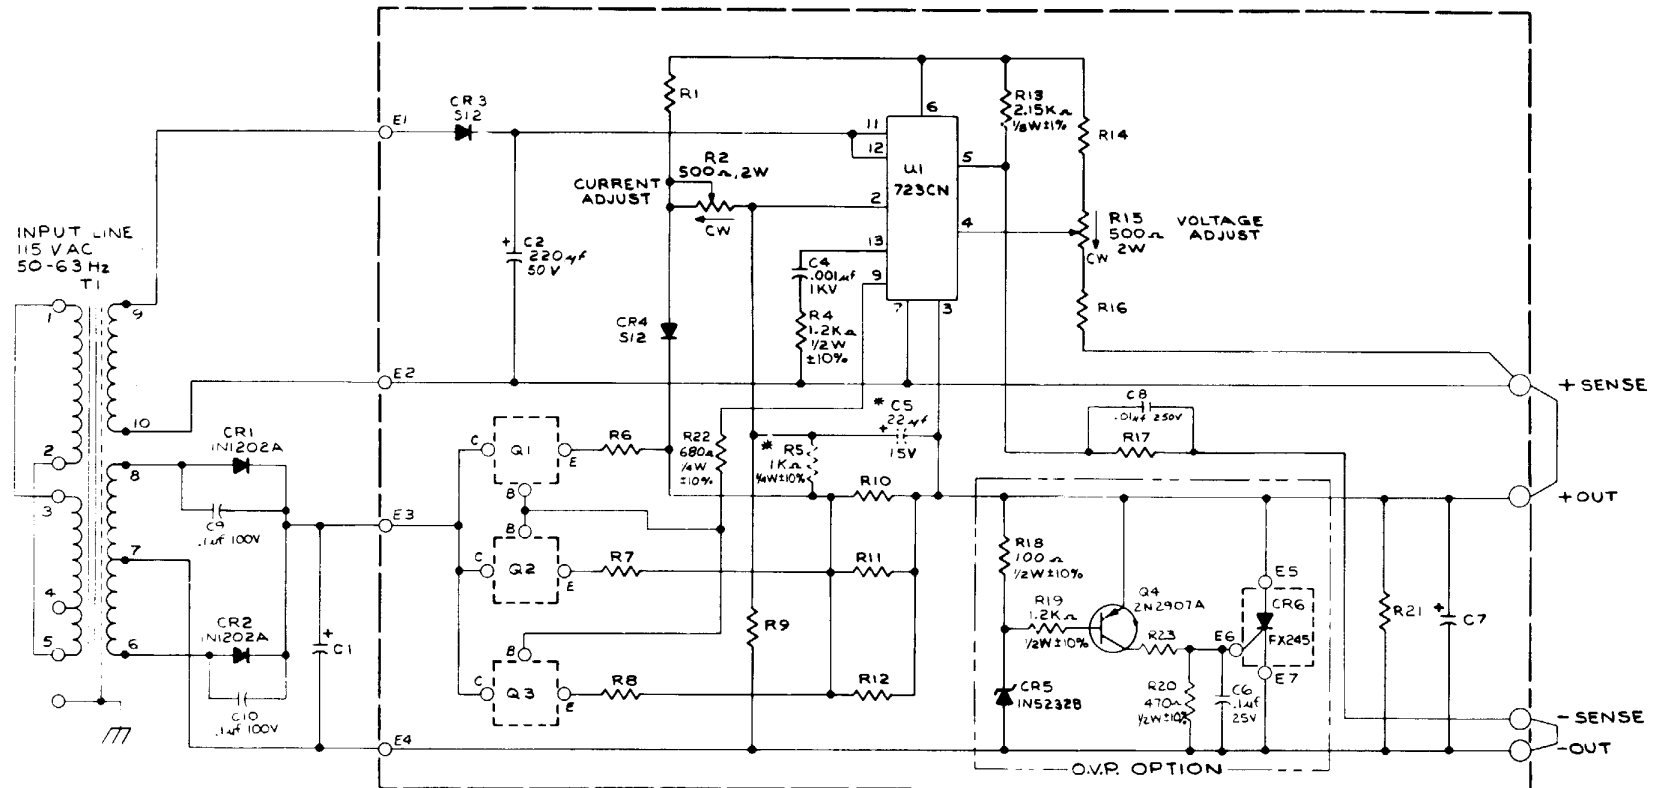 INPUT LINE
115 VAC
50-63 Hz
T1
1
2
3
4
5
9
10
8
7
6
CR1
1N1202A
C9
.1µf 100V
CR2
1N1202A
C10
.1µf 100V
+
C1
E1
E2
E3
E4
CR3
S12
+
C2
220µf
50V
R1
R2
500Ω, 2W
CURRENT
ADJUST
CW
CR4
S12
C4
.001µf
1KV
R4
1.2KΩ
1/2W
±10%
6
11
12
2
13
9
7
3
5
4
U1
723CN
R13
2.15KΩ
1/8W±1%
R14
R15
500Ω
2W
VOLTAGE
ADJUST
CW
R16
+SENSE
* C5
22µf
+
15V
* R5
1KΩ
1/4W±10%
R22
680Ω
1/4W
±10%
C8
.01µf 250V
R17
C
Q1
E
B
R6
B
C
Q2
E
R7
B
C
Q3
E
R8
R9
R10
R11
R12
+OUT
R18
100Ω
1/2W±10%
R19
1.2KΩ
1/2W±10%
Q4
2N2907A
CR5
1N5232B
R23
R20
470Ω
1/2W±10%
C6
.1µf
25V
E5
CR6
FX245
E6
E7
O.V.P. OPTION
R21
+
C7
-SENSE
-OUT